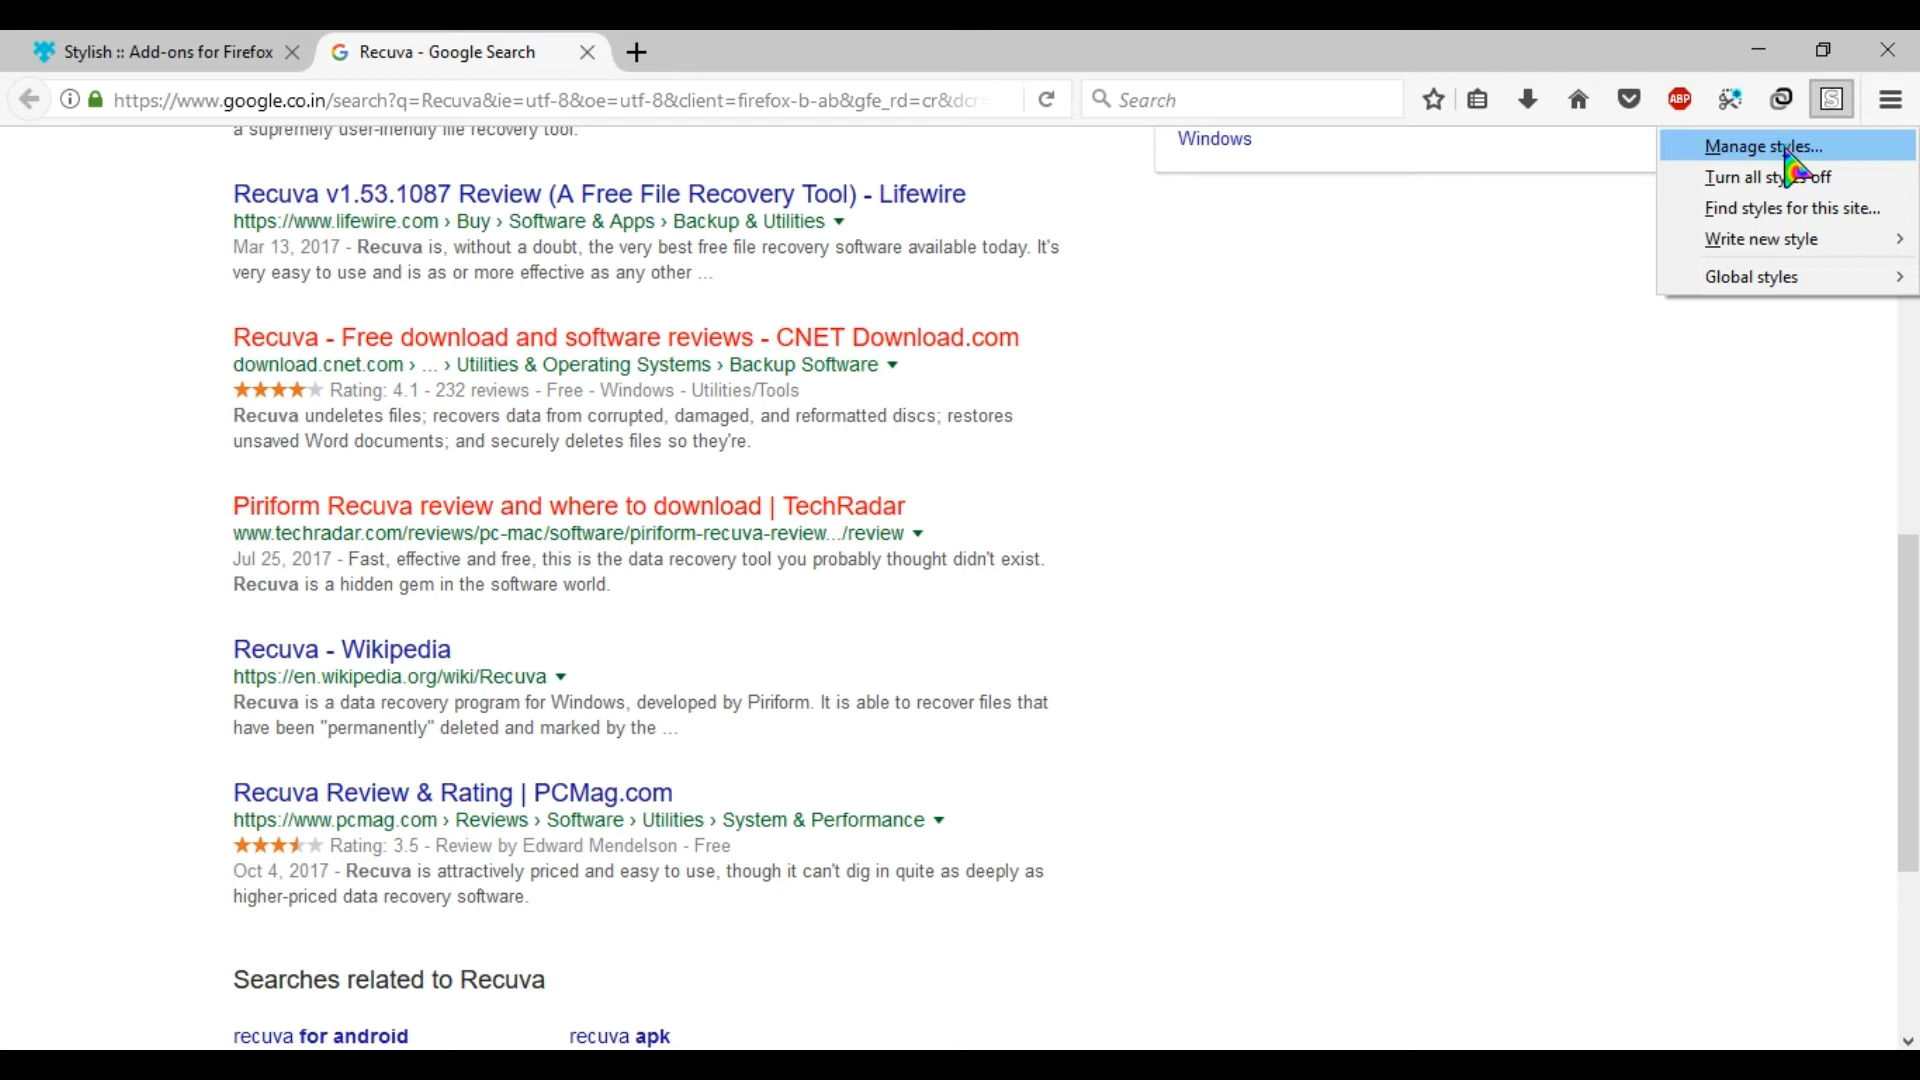 Stylish :: Add-ons for Firefox
Recuva - Google Search
https://www.google.co.in/search?q=Recuva&ie=utf-8&oe=utf-8&client=firefox-b-ab&gfe_rd=cr&dcr=
Search
ABP
S
Manage styles...
Turn all styles off
Find styles for this site...
Write new style
Global styles
a supremely user-friendly file recovery tool.
Windows
Recuva v1.53.1087 Review (A Free File Recovery Tool) - Lifewire
https://www.lifewire.com › Buy › Software & Apps › Backup & Utilities
Mar 13, 2017 - Recuva is, without a doubt, the very best free file recovery software available today. It's
very easy to use and is as or more effective as any other ...
Recuva - Free download and software reviews - CNET Download.com
download.cnet.com › ... › Utilities & Operating Systems › Backup Software
Rating: 4.1 - 232 reviews - Free - Windows - Utilities/Tools
Recuva undeletes files; recovers data from corrupted, damaged, and reformatted discs; restores
unsaved Word documents; and securely deletes files so they're.
Piriform Recuva review and where to download | TechRadar
www.techradar.com/reviews/pc-mac/software/piriform-recuva-review.../review
Jul 25, 2017 - Fast, effective and free, this is the data recovery tool you probably thought didn't exist.
Recuva is a hidden gem in the software world.
Recuva - Wikipedia
https://en.wikipedia.org/wiki/Recuva
Recuva is a data recovery program for Windows, developed by Piriform. It is able to recover files that
have been "permanently" deleted and marked by the ...
Recuva Review & Rating | PCMag.com
https://www.pcmag.com › Reviews › Software › Utilities › System & Performance
Rating: 3.5 - Review by Edward Mendelson - Free
Oct 4, 2017 - Recuva is attractively priced and easy to use, though it can't dig in quite as deeply as
higher-priced data recovery software.
Searches related to Recuva
recuva for android
recuva apk